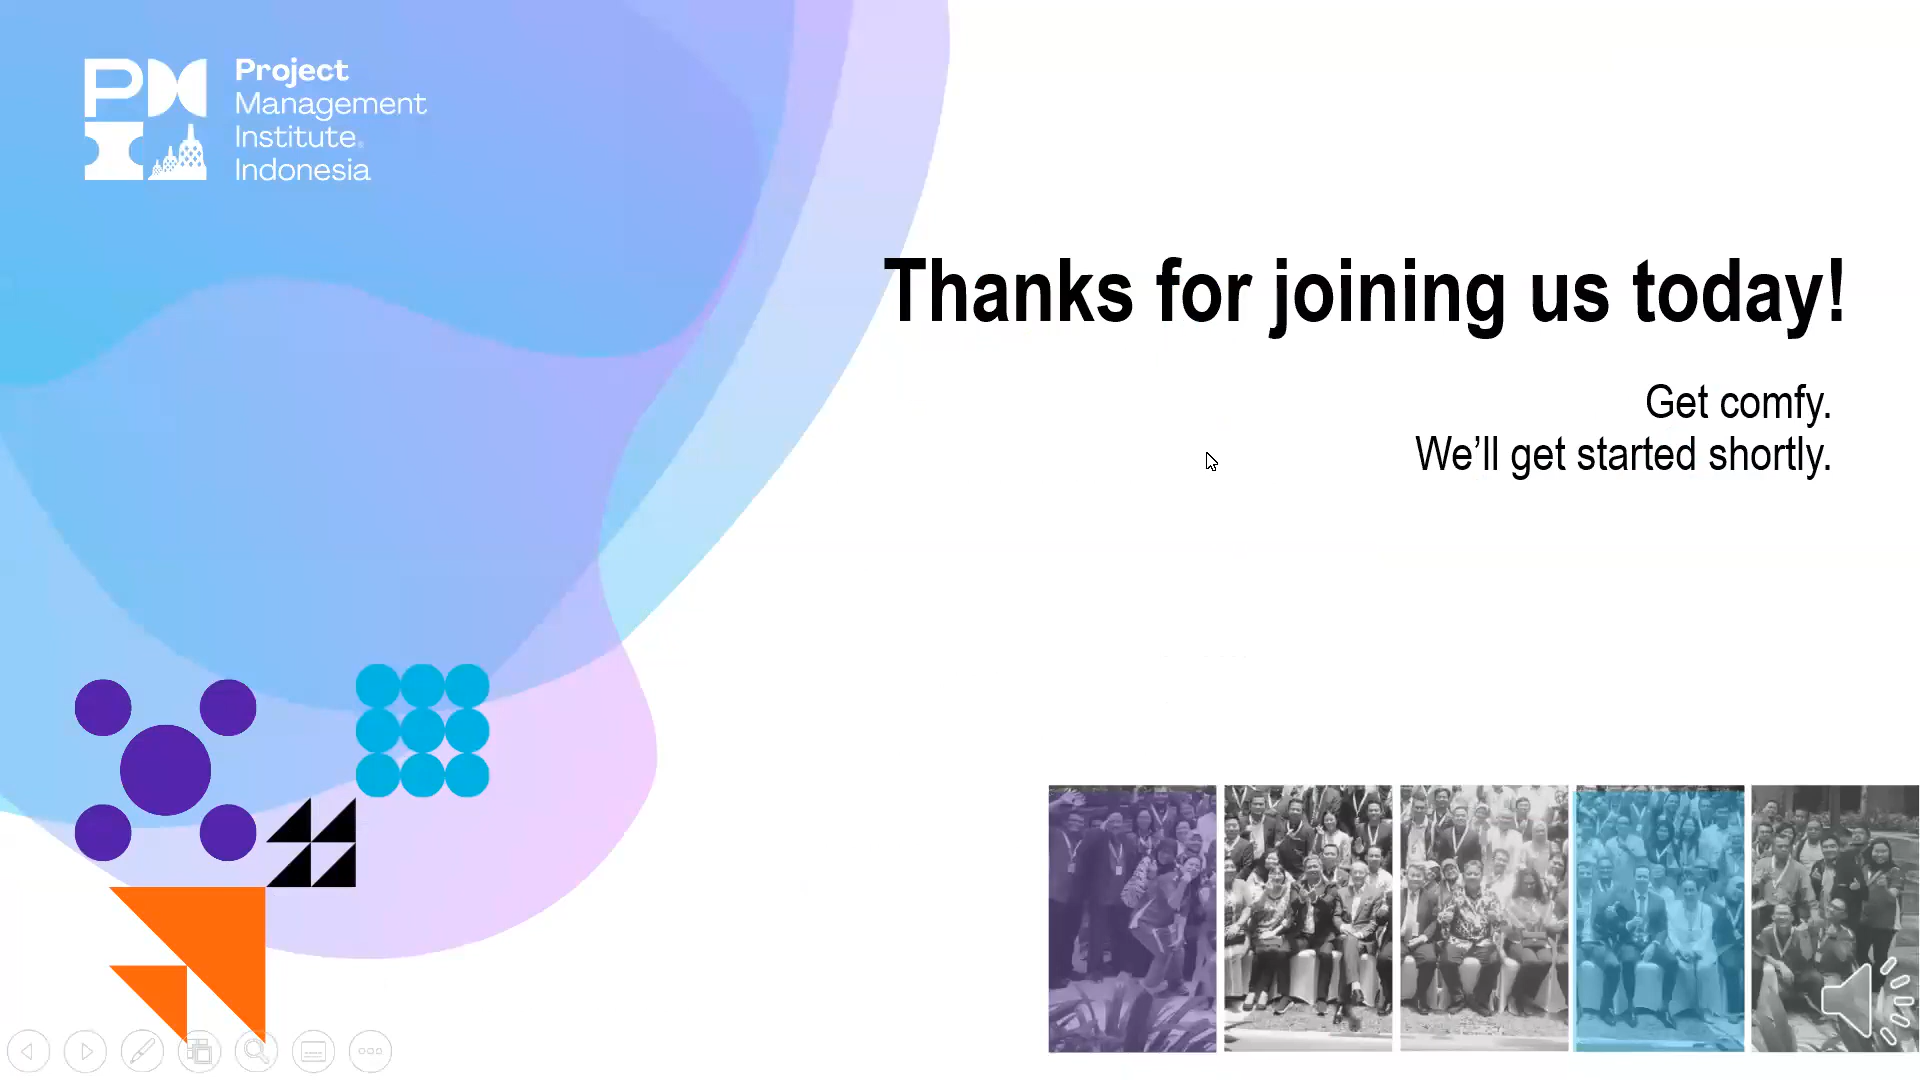 Project
Management
Institute.
Indonesia
Thanks for joining us today!
Get comfy.
We’ll get started shortly.